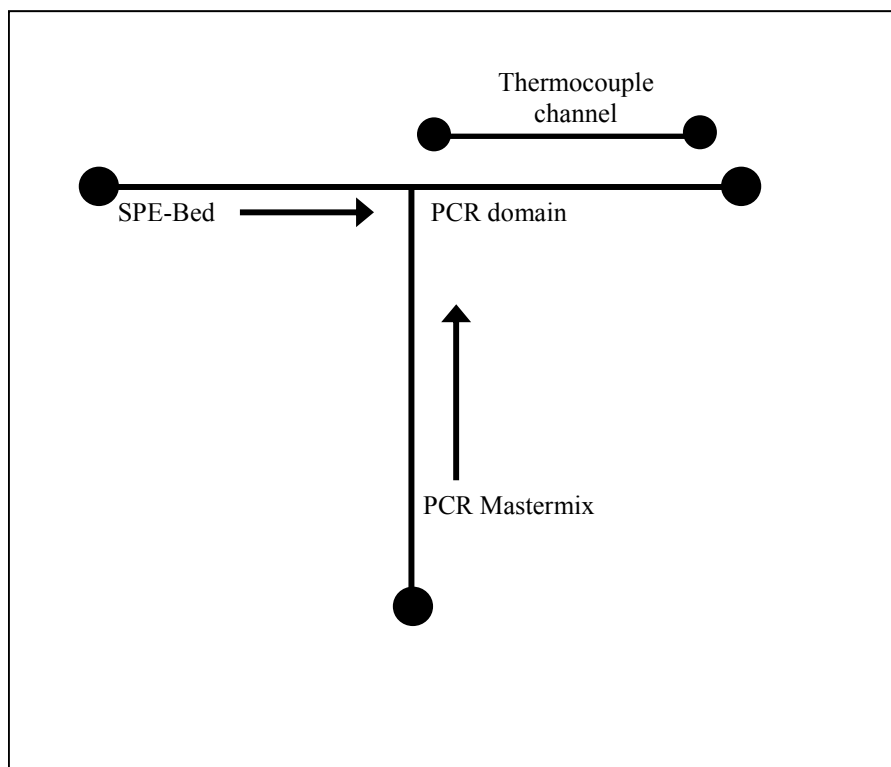 Thermocouple
channel
SPE-Bed
PCR domain
PCR Mastermix